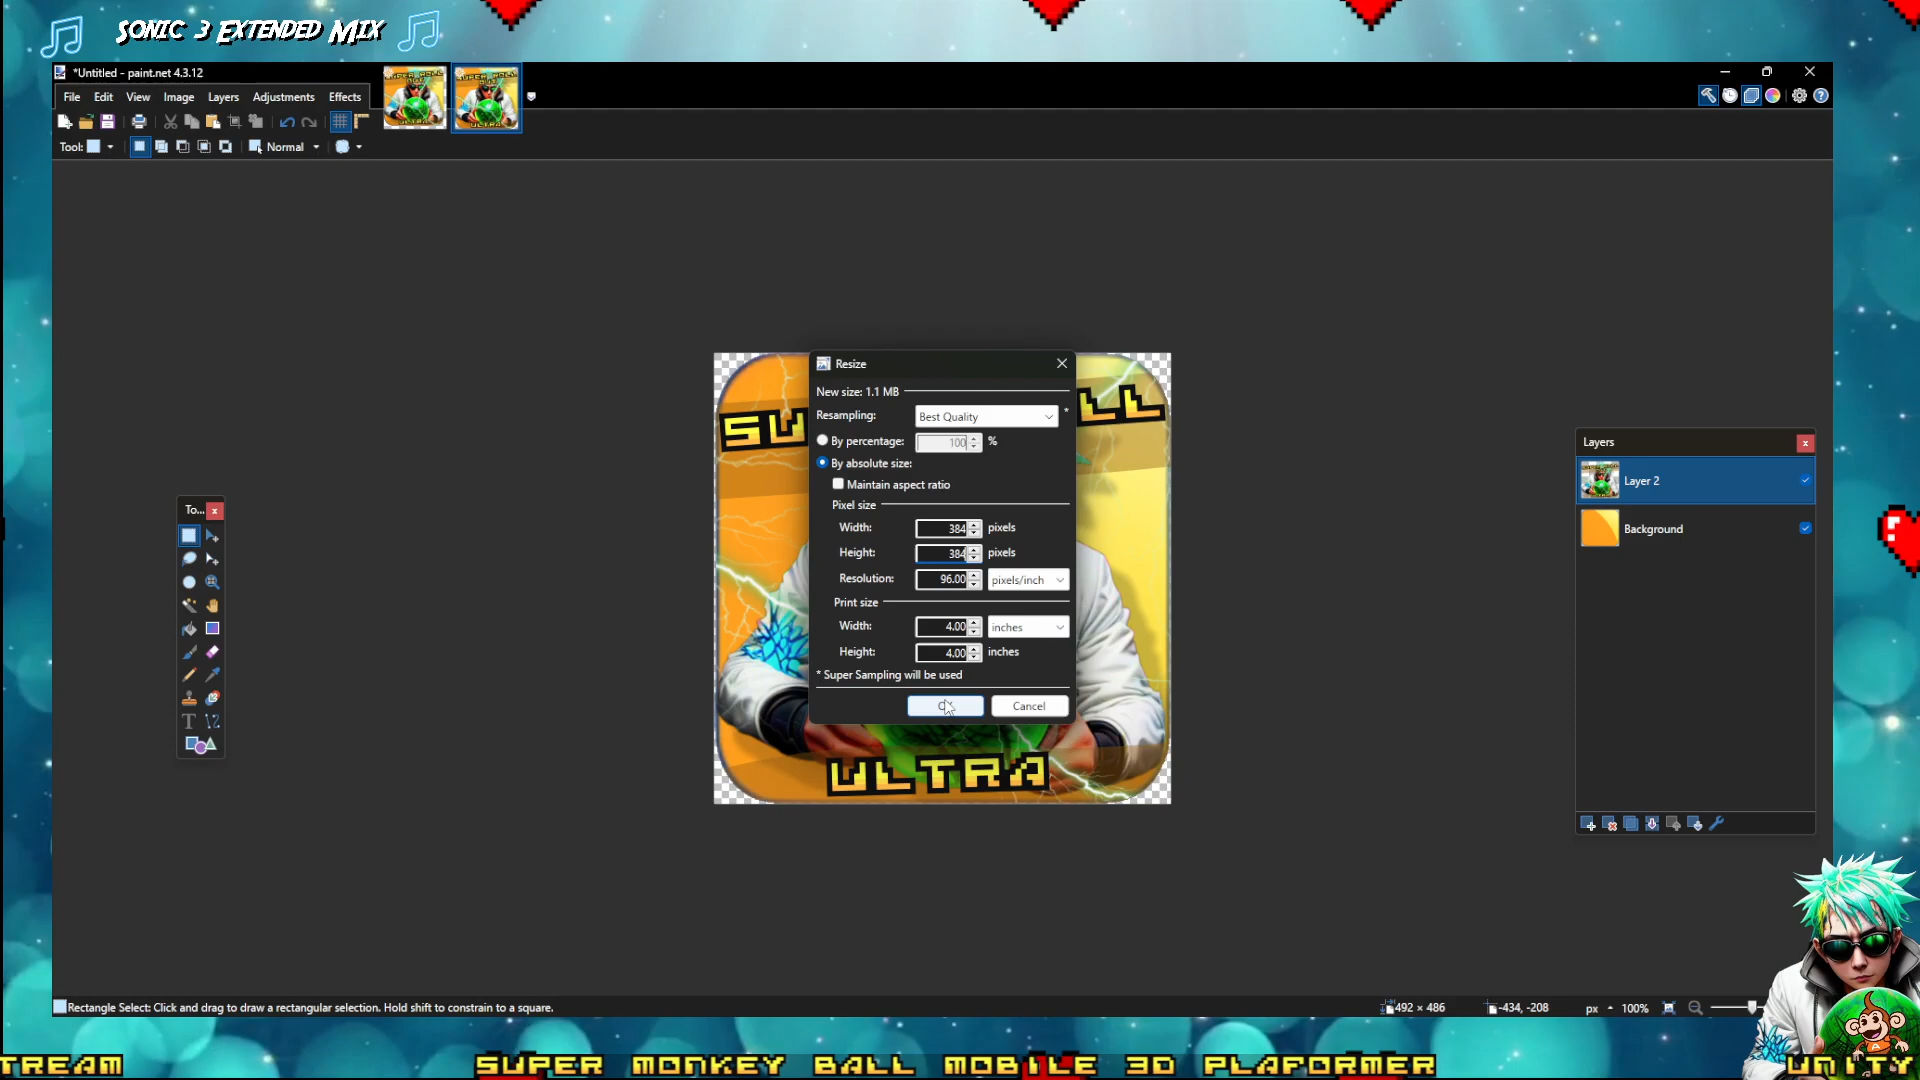 SONIC 3 EXTENDED MIX
*Untitled - paint.net 4.3.12
File Edit View Image Layers Adjustments Effects
Tool: Normal
Resize
New size: 1.1 MB
Resampling: Best Quality *
By percentage: 100 %
By absolute size:
Maintain aspect ratio
Pixel size
Width: 384 pixels
Height: 384 pixels
Resolution: 96.00 pixels/inch
Print size
Width: 4.00 inches
Height: 4.00 inches
* Super Sampling will be used
Cancel
ULTRA
To...
Layers
Layer 2
Background
Rectangle Select: Click and drag to draw a rectangular selection. Hold shift to constrain to a square.
492 × 486 -434, -208 px 100%
TREAM SUPER MONKEY BALL MOBILE 3D PLAFORMER UNITY